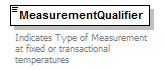 MeasurementQualifier
Indicates Type of Measurement
at fixed or transactional
temperatures